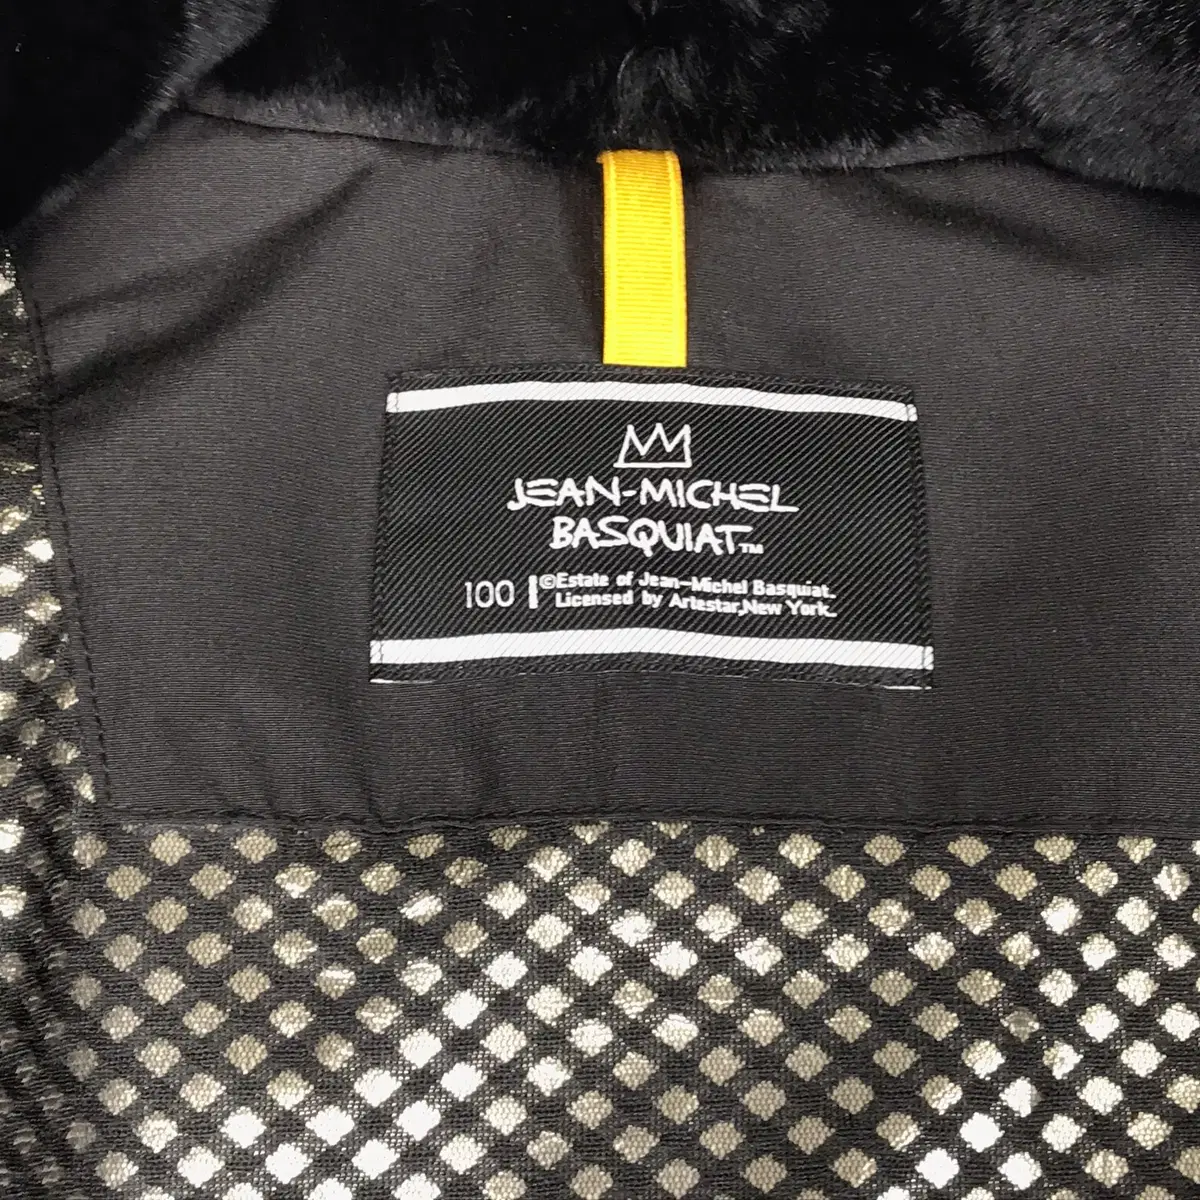 JEAN-MICHEL
BASQUIAT™
100 ©Estate of Jean-Michel Basquiat.
Licensed by Artestar,New York.